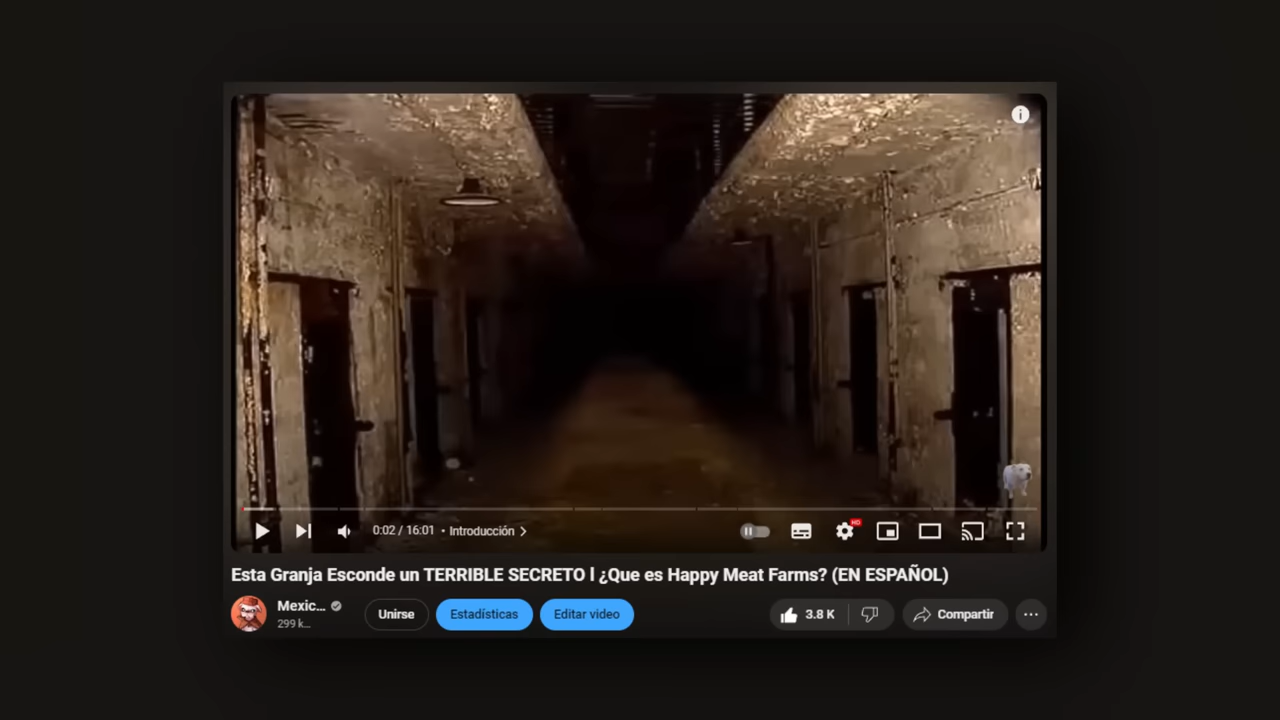 HD
0:02 / 16:01 • Introducción
Esta Granja Esconde un TERRIBLE SECRETO l ¿Que es Happy Meat Farms? (EN ESPAÑOL)
Mexic...
299 k...
Unirse
Estadísticas
Editar video
3.8 K
Compartir